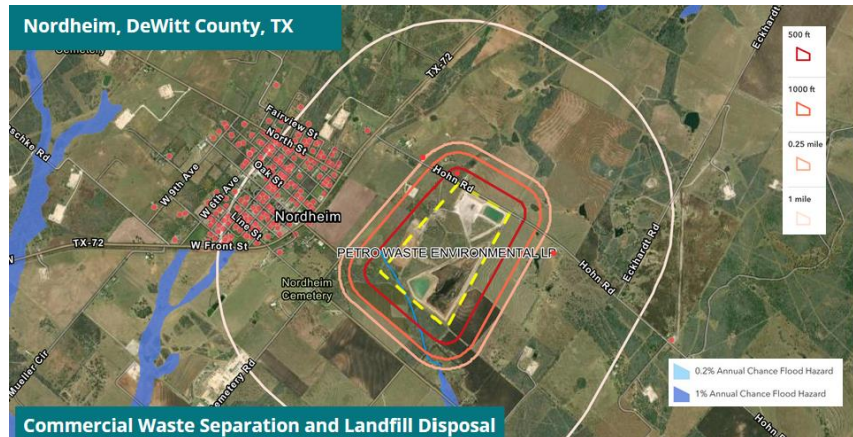 Nordheim, DeWitt County, TX
Cemetery
TX-72
Eckhardt Rd
500 ft
1000 ft
0.25 mile
1 mile
Fairview St
North St
Oak St
Line St
W 9th Ave
W 6th Ave
Hohn Rd
Nordheim
TX-72
W Front St
PETRO WASTE ENVIRONMENTAL LP
Nordheim
Cemetery
Hohn Rd
Eckhardt Rd
Mueller Cir
Cemetery Rd
Hohn Rd
0.2% Annual Chance Flood Hazard
1% Annual Chance Flood Hazard
Commercial Waste Separation and Landfill Disposal